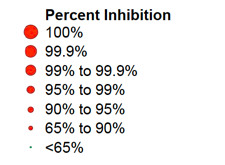 Percent Inhibition
100%
99.9%
99% to 99.9%
95% to 99%
90% to 95%
65% to 90%
<65%